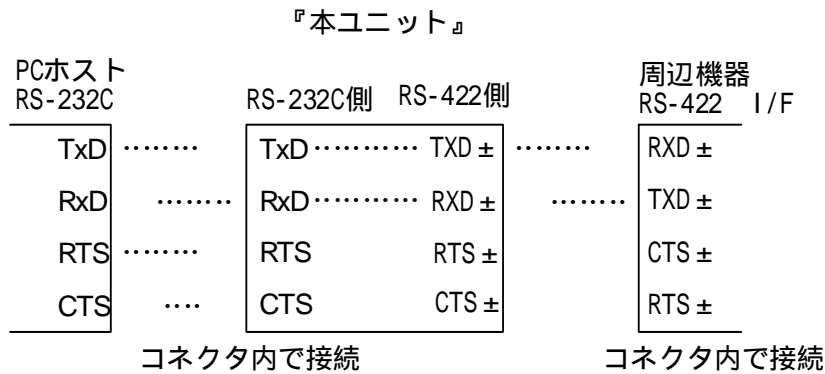 『本ユニット』
PCホスト 周辺機器
RS-232C RS-232C側 RS-422側 RS-422 I/F
TxD ‥‥‥‥ TxD ‥‥‥‥‥‥ TXD± ‥‥‥‥ RXD±
RxD ‥‥‥‥ RxD ‥‥‥‥‥‥ RXD± ‥‥‥‥ TXD±
RTS ‥‥‥‥ RTS RTS± CTS±
CTS ‥‥ CTS CTS± RTS±
コネクタ内で接続 コネクタ内で接続